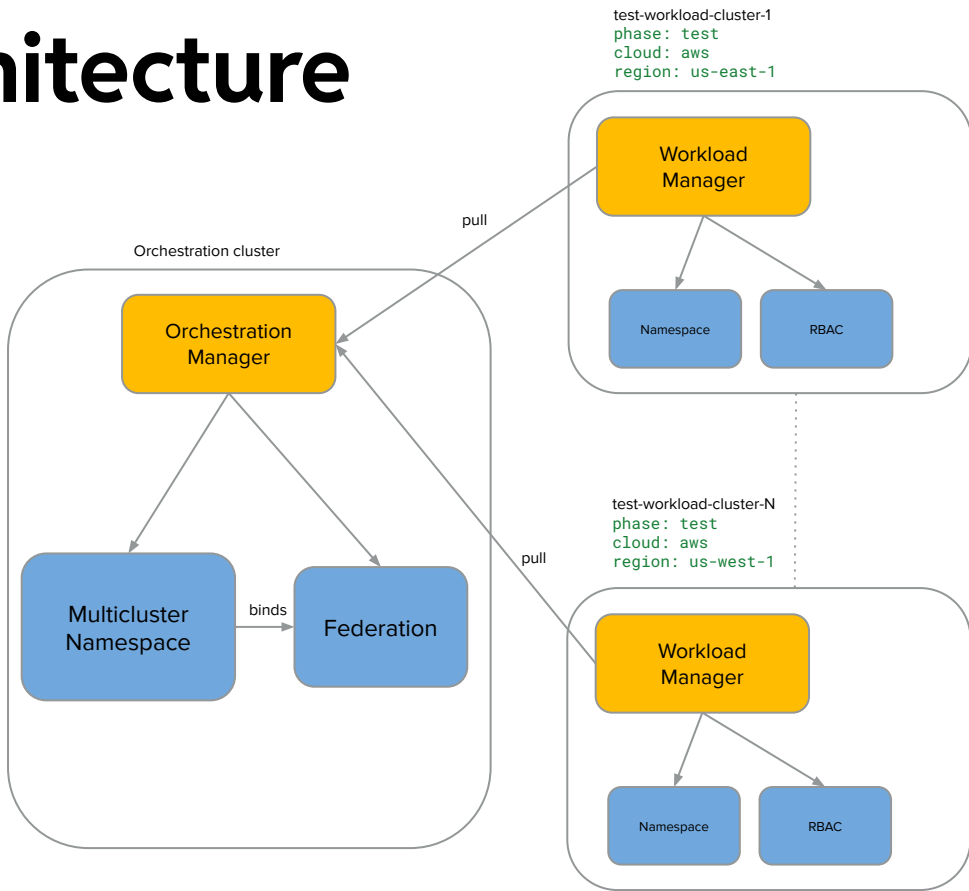 hitecture
test-workload-cluster-1
phase: test
cloud: aws
region: us-east-1
Workload
Manager
pull
Namespace
RBAC
Orchestration cluster
Orchestration
Manager
Multicluster
Namespace
binds
Federation
pull
test-workload-cluster-N
phase: test
cloud: aws
region: us-west-1
Workload
Manager
Namespace
RBAC